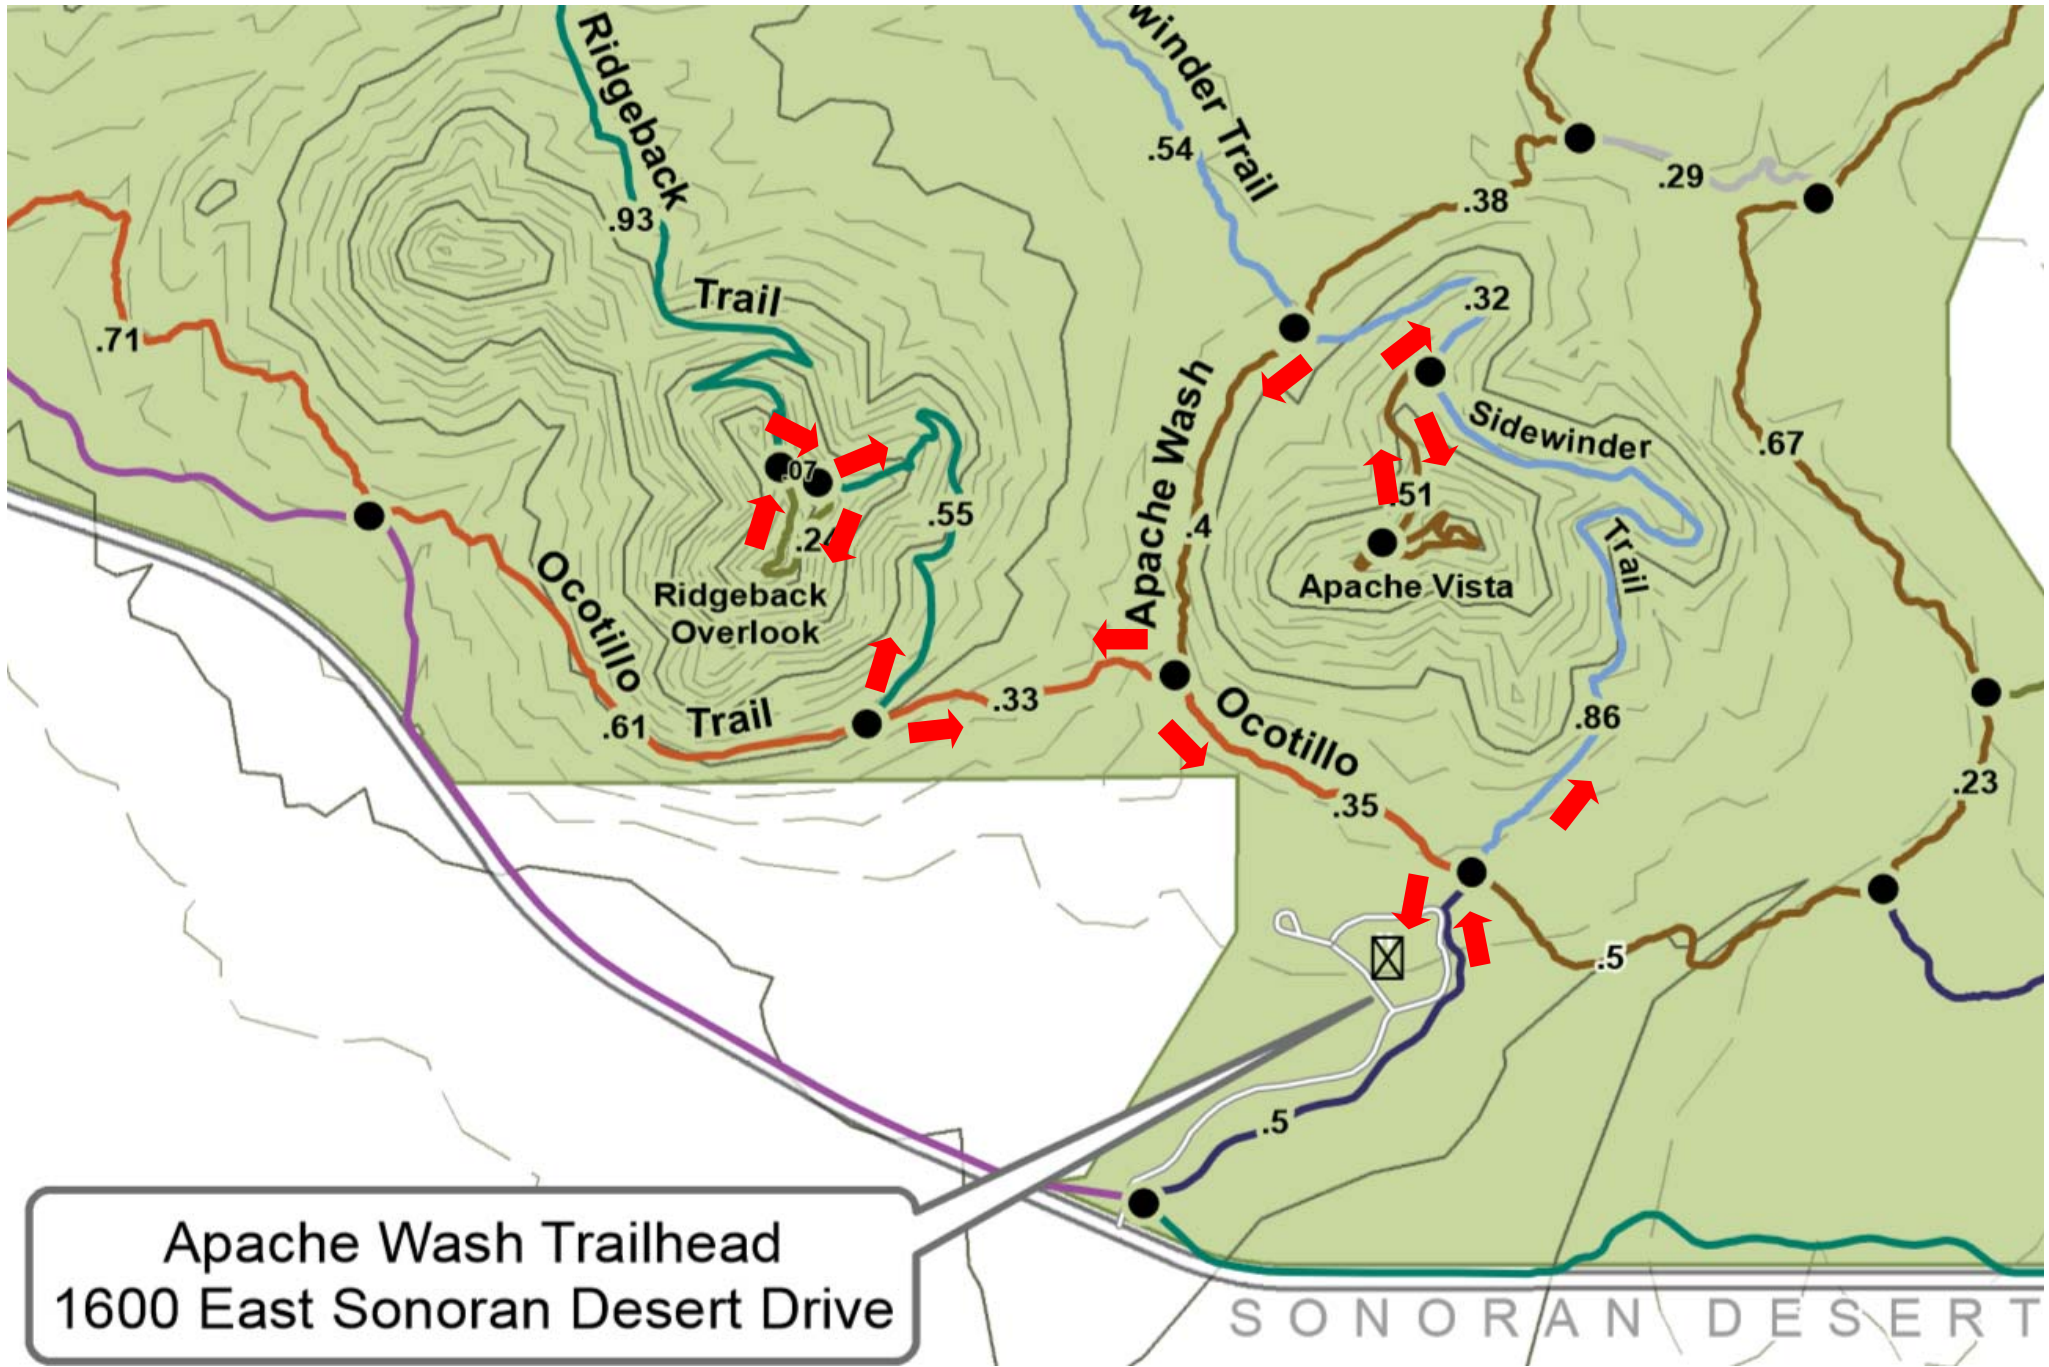 Ridgeback
winder Trail
.54
.38
.29
.93
Trail
.32
.71
Apache Wash
Sidewinder
.67
.07
.51
.55
.4
.24
Trail
Ocotillo
Ridgeback
Overlook
Apache Vista
.33
Ocotillo
.61
Trail
.86
.23
.35
.5
.5
Apache Wash Trailhead
1600 East Sonoran Desert Drive
SONORAN DESERT